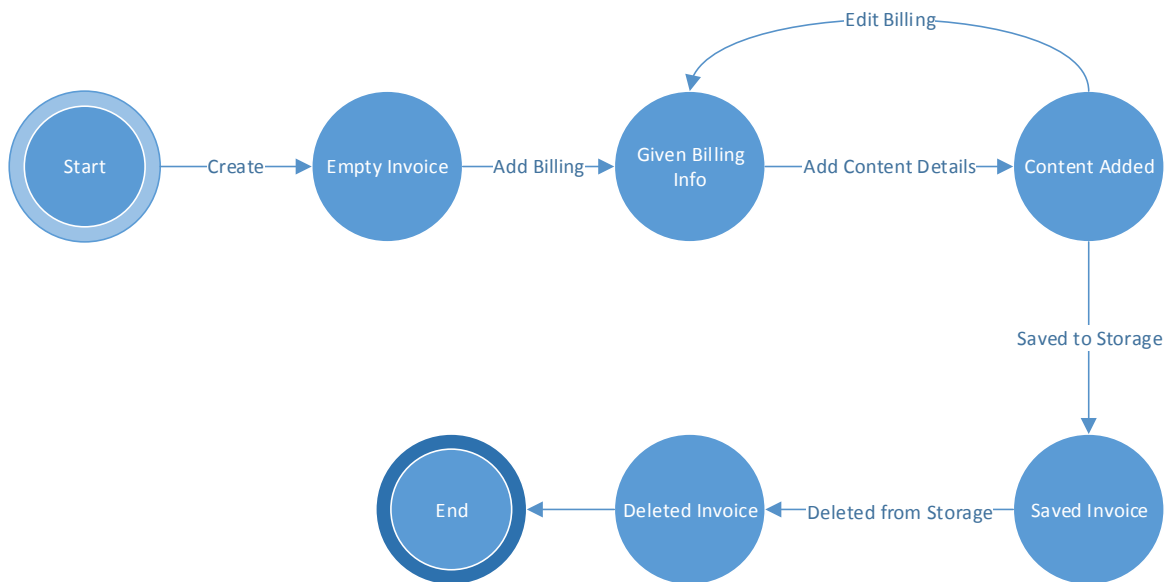 Edit Billing
Start
Create
Empty Invoice
Add Billing
Given Billing
Info
Add Content Details
Content Added
Saved to Storage
End
Deleted Invoice
Deleted from Storage
Saved Invoice